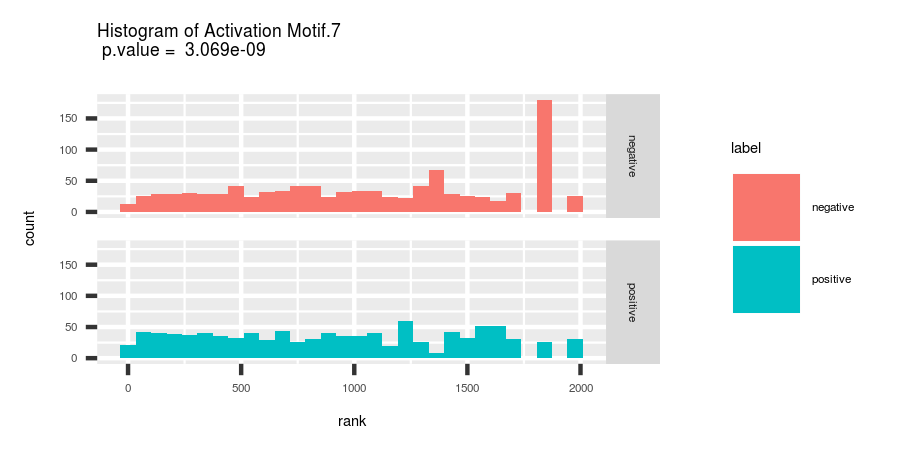 Histogram of Activation Motif.7
p.value = 3.069e-09
count
150
100
50
0
negative
150
100
50
0
positive
0 500 1000 1500 2000
rank
label
negative
positive